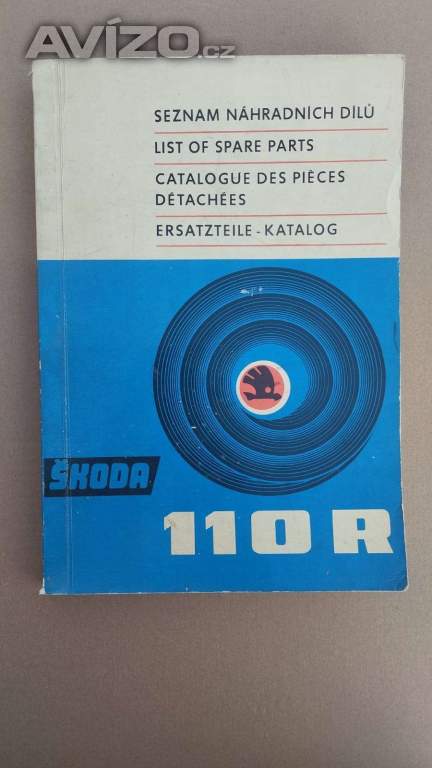 AVÍZO.cz
SEZNAM NÁHRADNÍCH DÍLŮ
LIST OF SPARE PARTS
CATALOGUE DES PIÈCES
DÉTACHÉES
ERSATZTEILE - KATALOG
ŠKODA
110 R